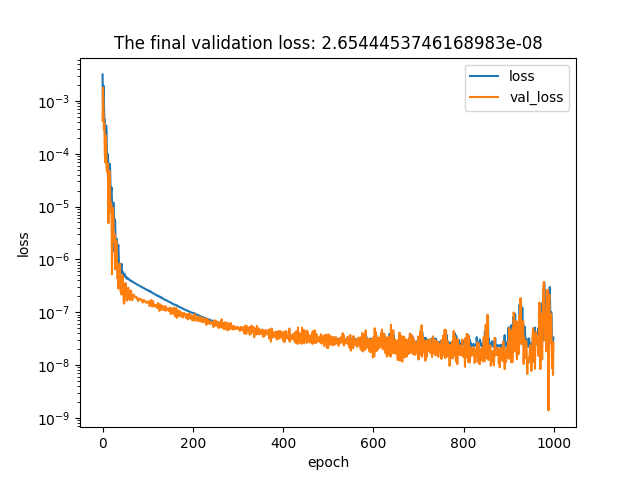 The final validation loss: 2.6544453746168983e-08
loss
val_loss
10⁻³
10⁻⁴
10⁻⁵
10⁻⁶
10⁻⁷
10⁻⁸
10⁻⁹
loss
0
200
400
600
800
1000
epoch